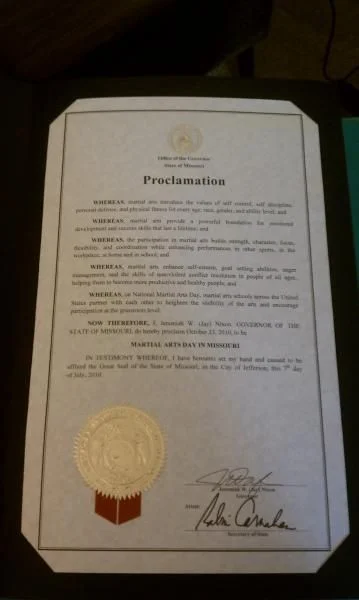 Office of the Governor
State of Missouri
Proclamation
WHEREAS, martial arts introduce the values of self control, self discipline,
personal defense, and physical fitness for every age, race, gender, and ability level; and
WHEREAS, martial arts provide a powerful foundation for emotional
development and success skills that last a lifetime; and
WHEREAS, the participation in martial arts builds strength, character, focus,
flexibility, and coordination while enhancing performances in other sports, in the
workplace, at home and in school; and
WHEREAS, martial arts enhance self-esteem, goal setting abilities, anger
management, and the skills of nonviolent conflict resolution in people of all ages,
helping them to become more productive and healthy people; and
WHEREAS, on National Martial Arts Day, martial arts schools across the United
States partner with each other to heighten the visibility of the arts and encourage
participation at the grassroots level:
NOW THEREFORE, I, Jeremiah W. (Jay) Nixon, GOVERNOR OF THE
STATE OF MISSOURI, do hereby proclaim October 23, 2010, to be
MARTIAL ARTS DAY IN MISSOURI
IN TESTIMONY WHEREOF, I have hereunto set my hand and caused to be
affixed the Great Seal of the State of Missouri, in the City of Jefferson, this 7th day
of July, 2010.
Jeremiah W. (Jay) Nixon
Governor
Attest:
Robin Carnahan
Secretary of State